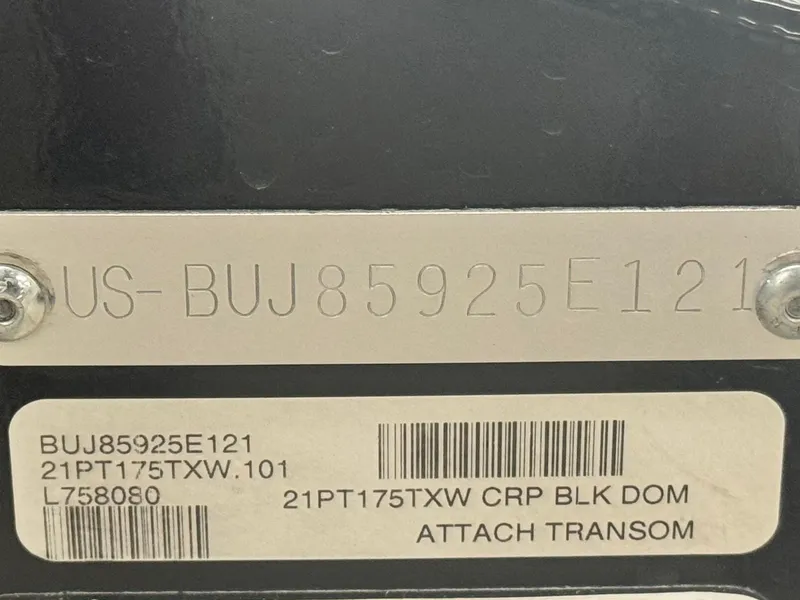 US-BUJ85925E121
BUJ85925E121
21PT175TXW.101
L758080
21PT175TXW CRP BLK DOM
ATTACH TRANSOM